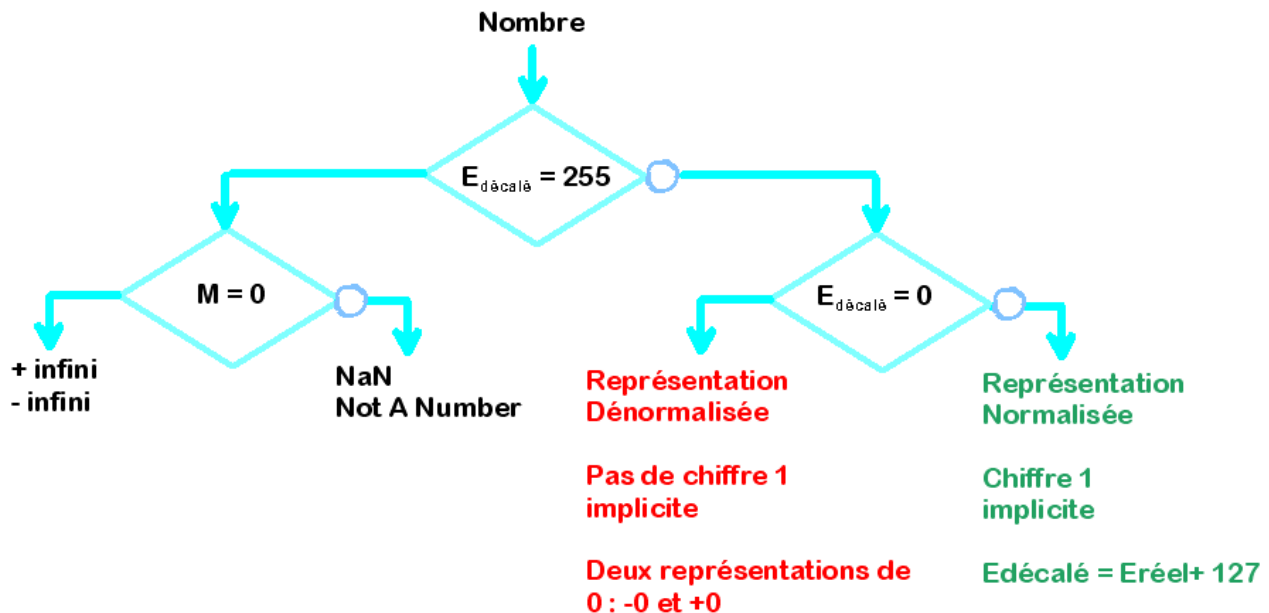 Nombre
Edécalé = 255
M = 0
Edécalé = 0
+ infini
- infini
NaN
Not A Number
Représentation
Dénormalisée
Pas de chiffre 1
implicite
Deux représentations de
0 : -0 et +0
Représentation
Normalisée
Chiffre 1
implicite
Edécalé = Eréel+ 127